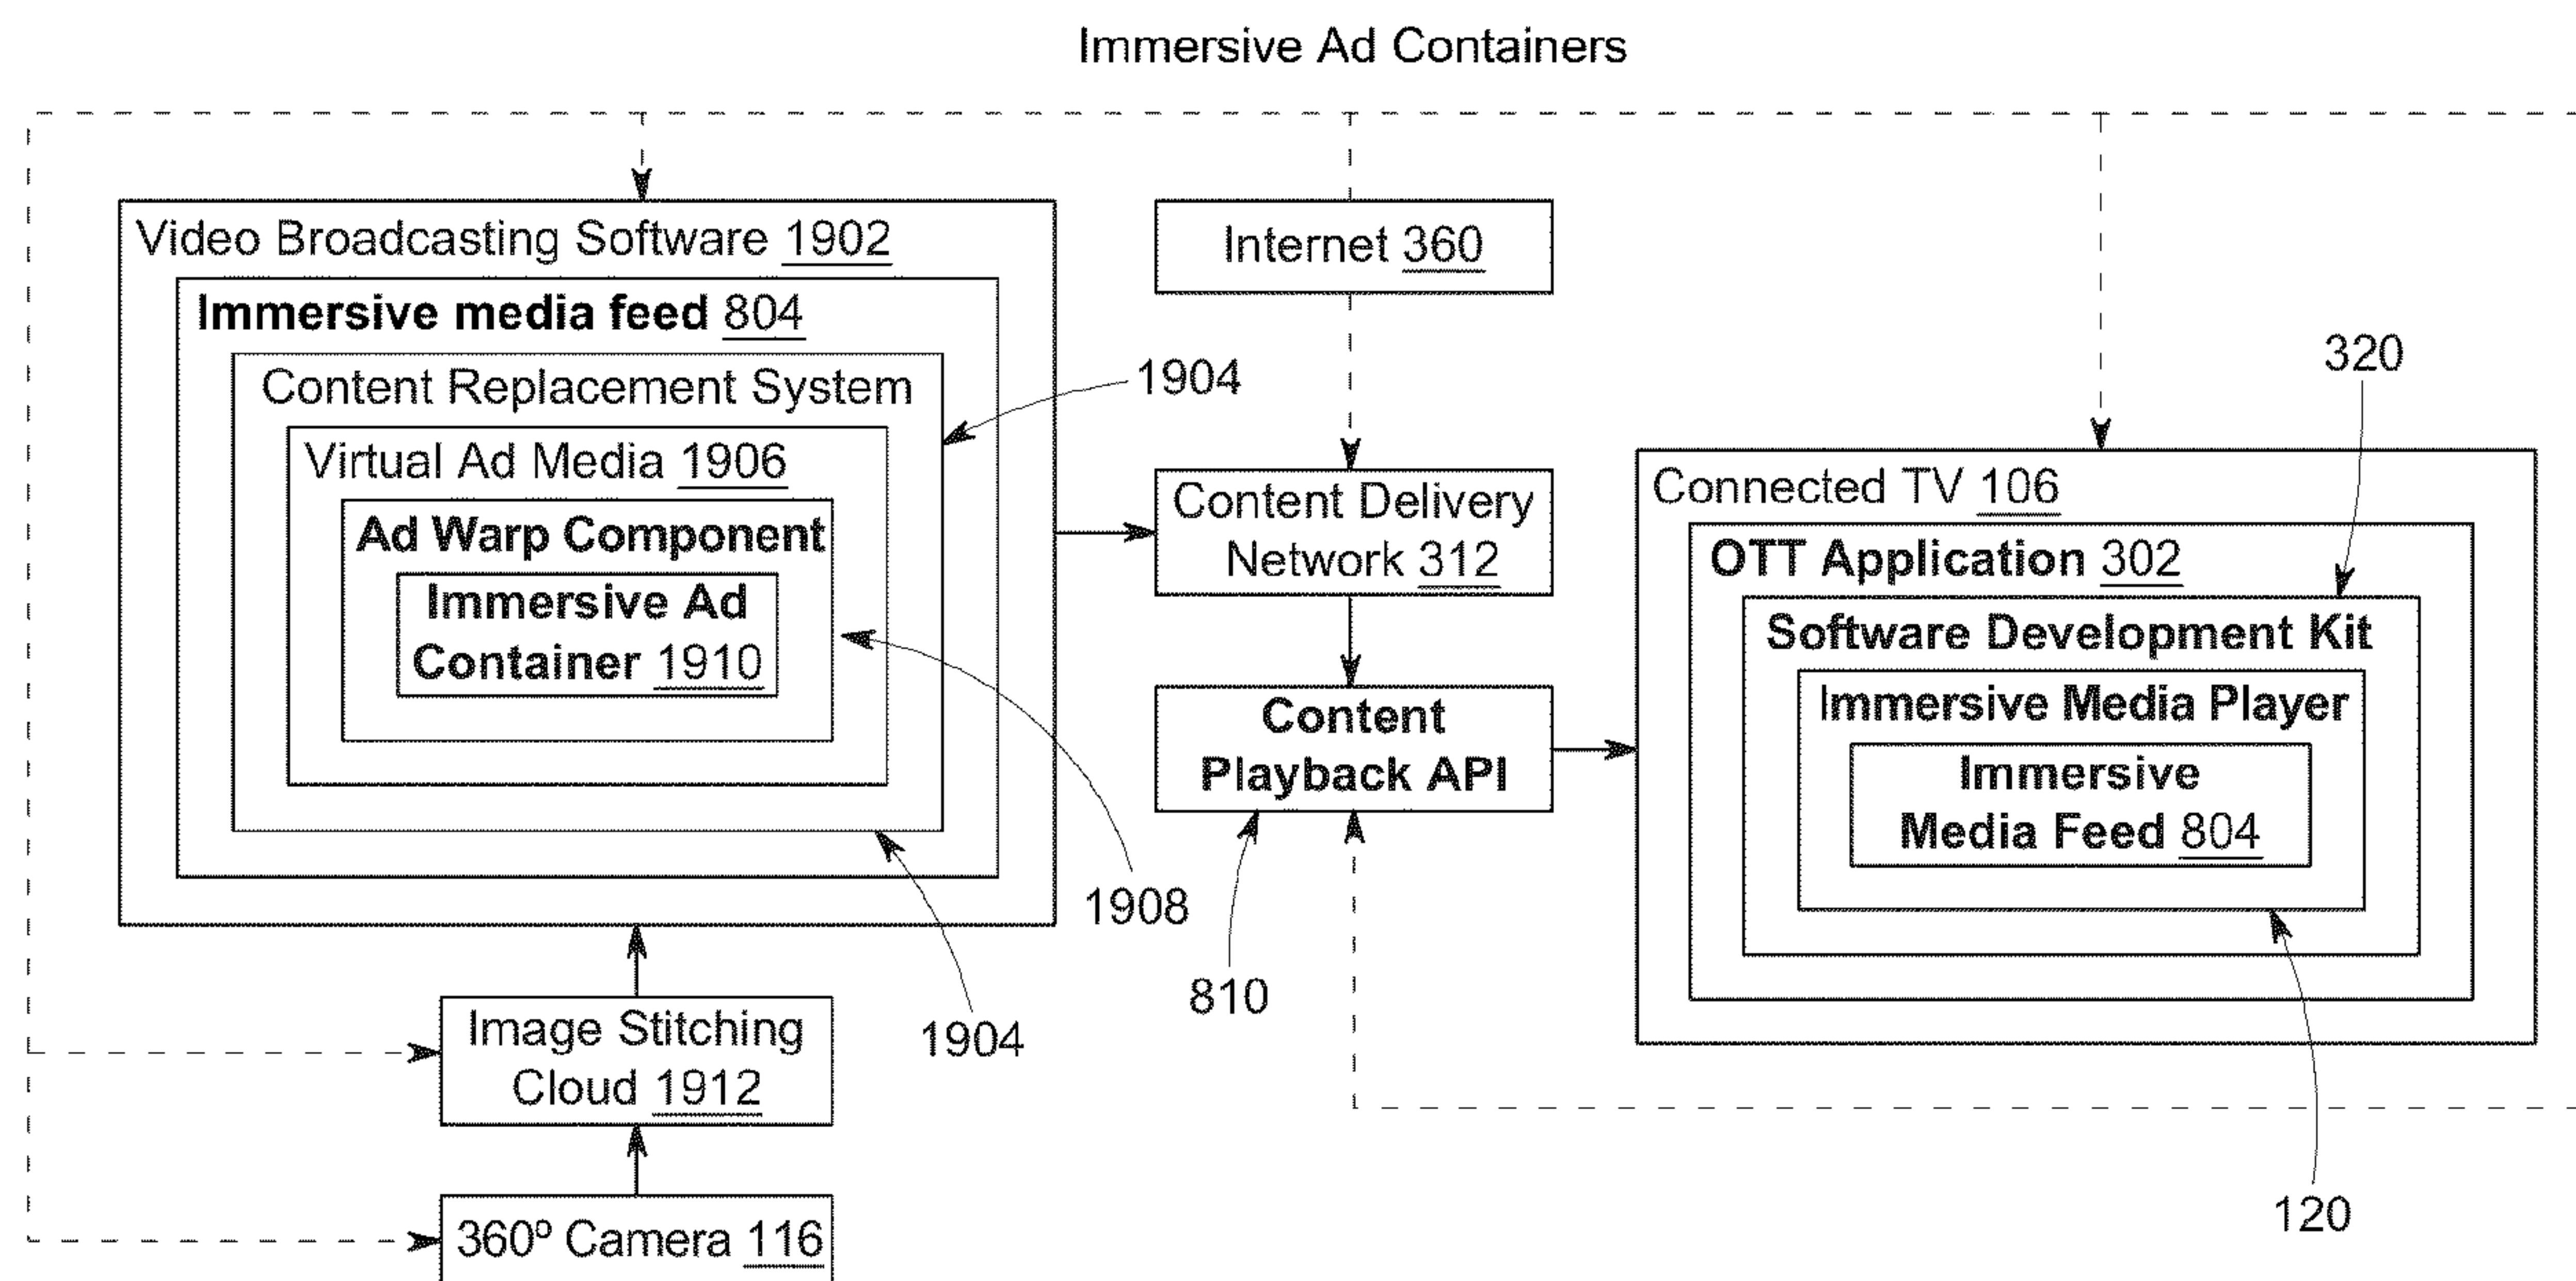 Immersive Ad Containers
Video Broadcasting Software 1902
Immersive media feed 804
Content Replacement System
Virtual Ad Media 1906
Ad Warp Component
Immersive Ad
Container 1910
1904
1908
1904
Image Stitching
Cloud 1912
360º Camera 116
Internet 360
Content Delivery
Network 312
Content
Playback API
810
320
Connected TV 106
OTT Application 302
Software Development Kit
Immersive Media Player
Immersive
Media Feed 804
120